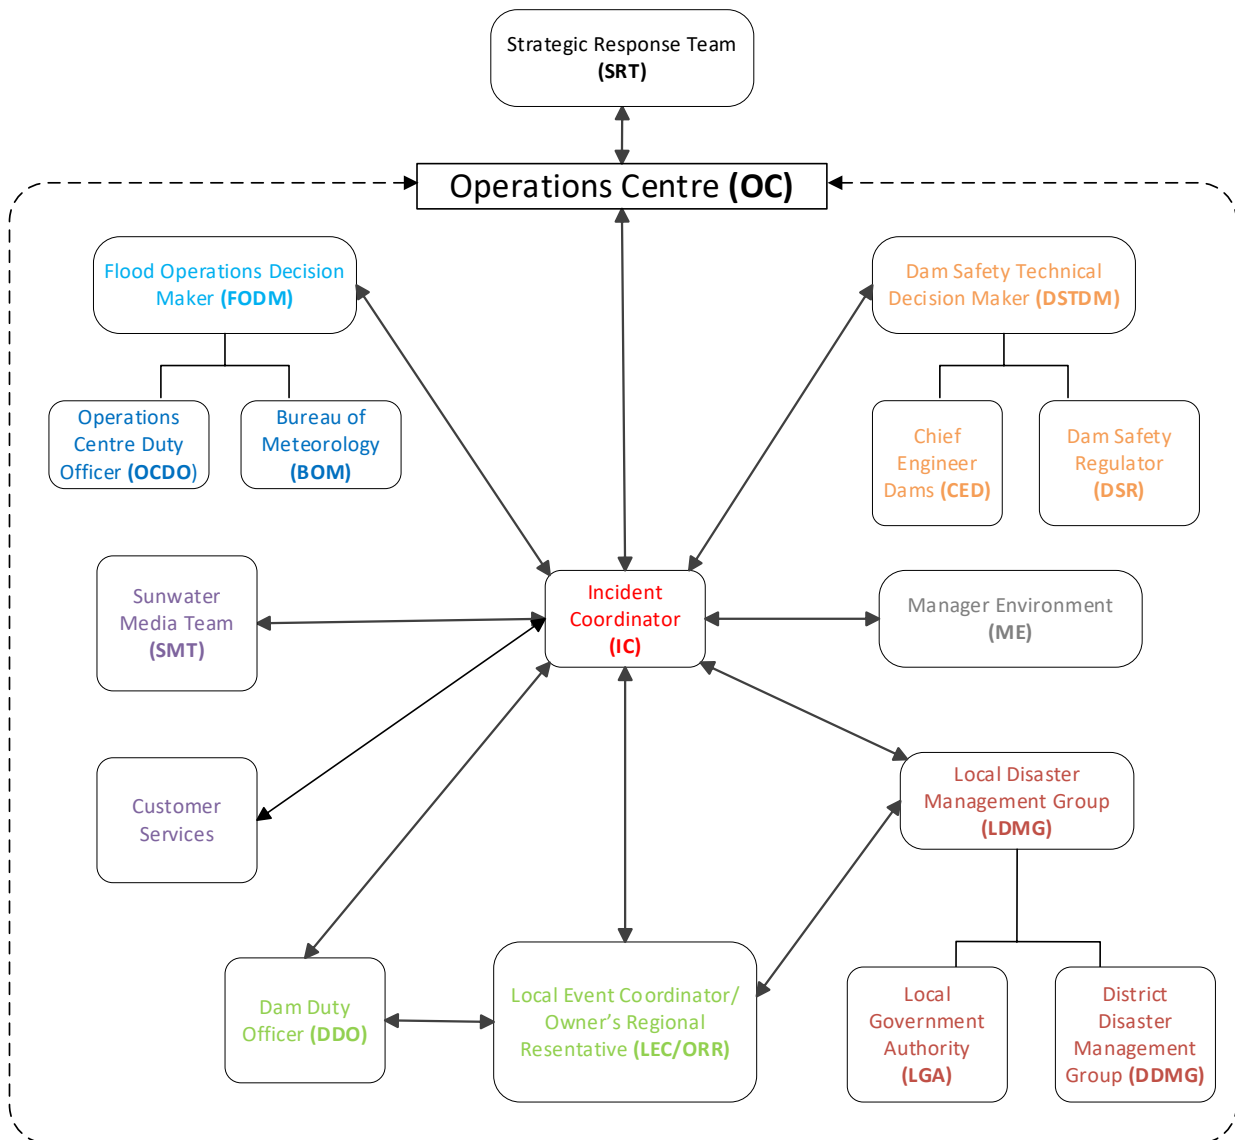 Strategic Response Team
(SRT)
Operations Centre (OC)
Flood Operations Decision
Maker (FODM)
Dam Safety Technical
Decision Maker (DSTDM)
Operations
Centre Duty
Officer (OCDO)
Bureau of
Meteorology
(BOM)
Chief
Engineer
Dams (CED)
Dam Safety
Regulator
(DSR)
Sunwater
Media Team
(SMT)
Incident
Coordinator
(IC)
Manager Environment
(ME)
Customer
Services
Local Disaster
Management Group
(LDMG)
Dam Duty
Officer (DDO)
Local Event Coordinator/
Owner’s Regional
Resentative (LEC/ORR)
Local
Government
Authority
(LGA)
District
Disaster
Management
Group (DDMG)